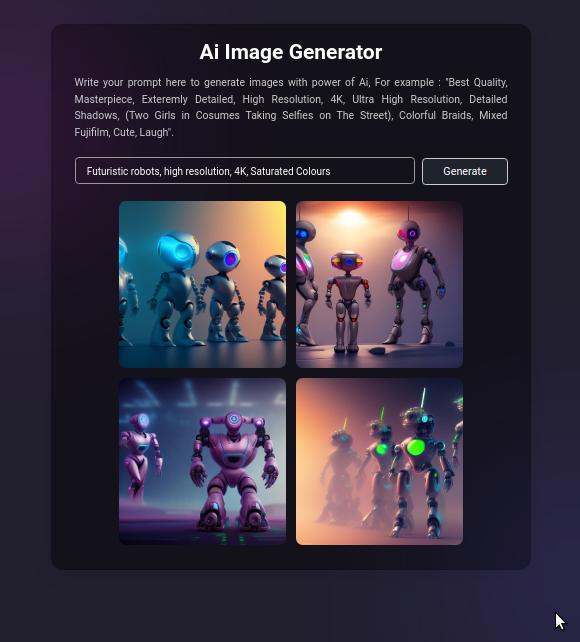 Ai Image Generator
Write your prompt here to generate images with power of Ai, For example : "Best Quality,
Masterpiece, Exteremly Detailed, High Resolution, 4K, Ultra High Resolution, Detailed
Shadows, (Two Girls in Cosumes Taking Selfies on The Street), Colorful Braids, Mixed
Fujifilm, Cute, Laugh".
Futuristic robots, high resolution, 4K, Saturated Colours
Generate